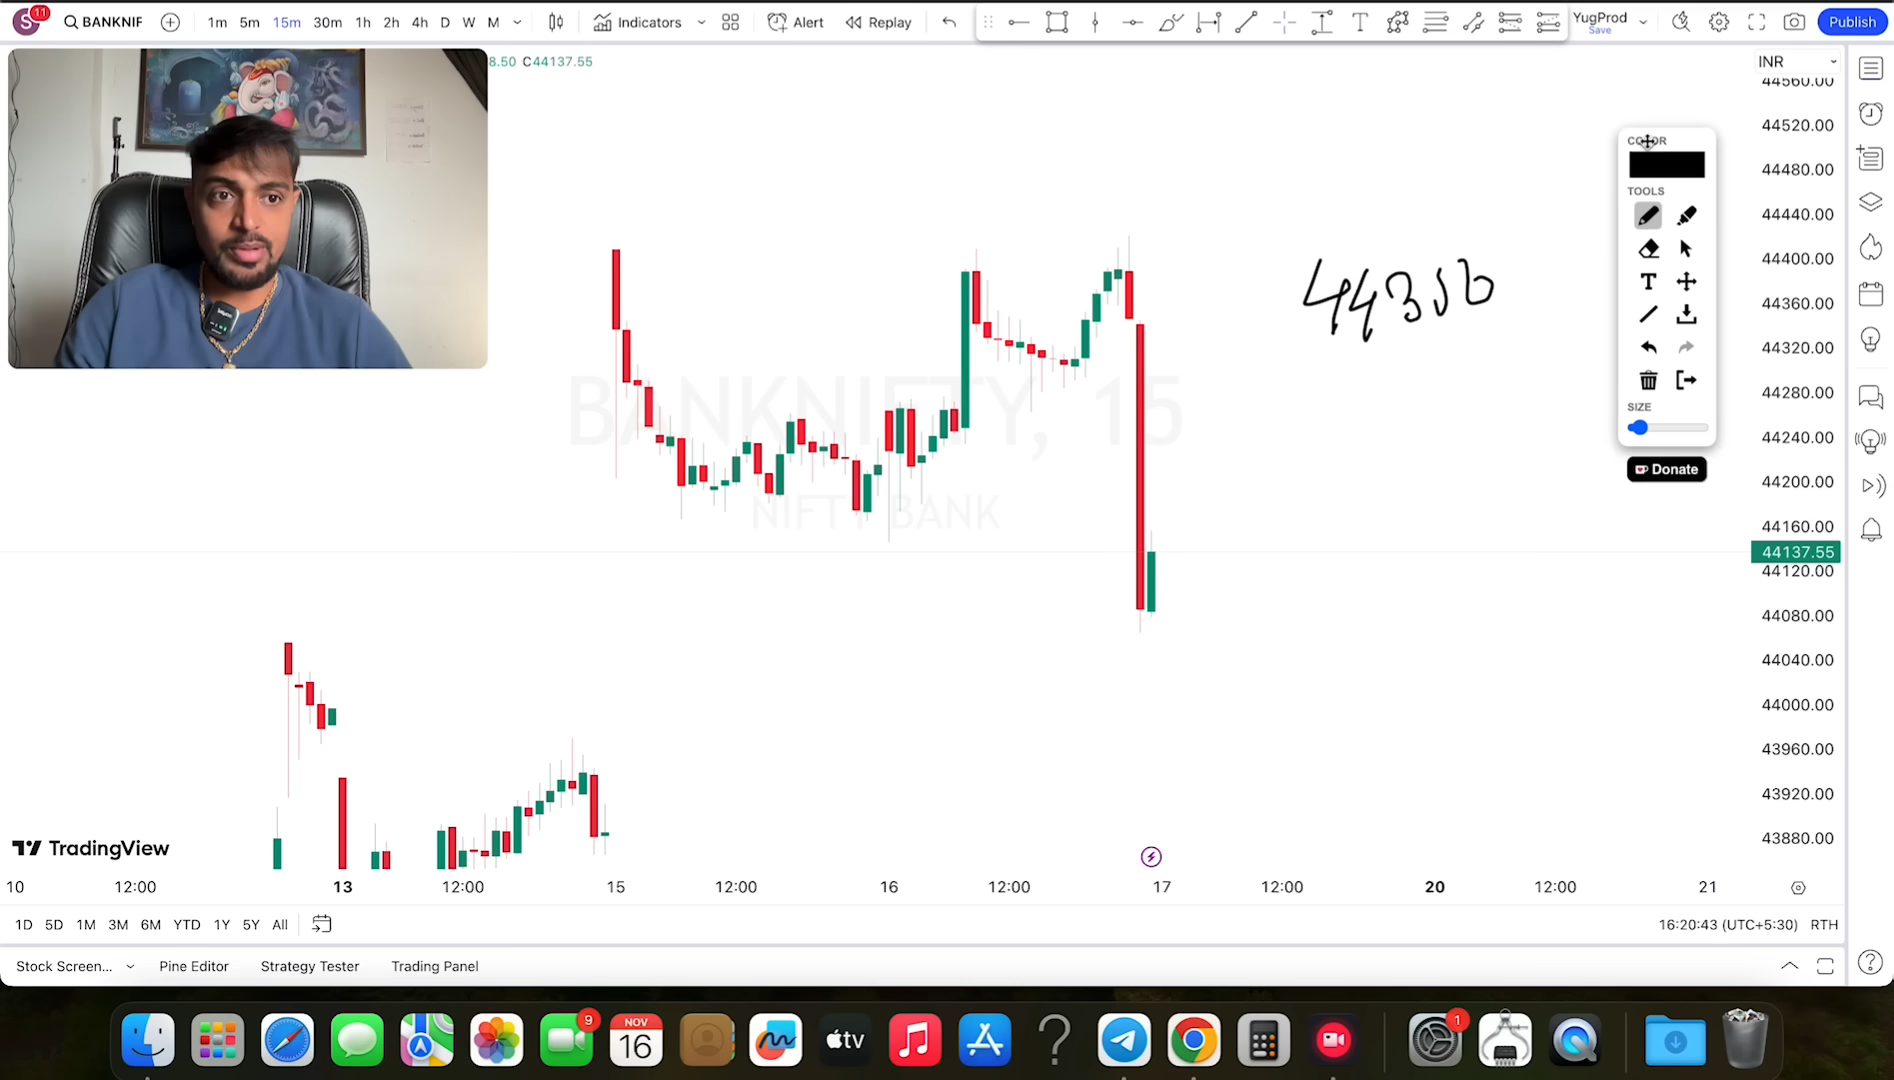 S 11 BANKNIF 1m 5m 15m 30m 1h 2h 4h D W M Indicators Alert Replay YugProd Save Publish
8.50 C44137.55
INR
44560.00
44520.00
44480.00
44440.00
44400.00
44360.00
44320.00
44280.00
44240.00
44200.00
44160.00
44137.55
44120.00
44080.00
44040.00
44000.00
43960.00
43920.00
43880.00
COLOR
TOOLS
T
SIZE
Donate
44350
BANKNIFTY, 15
NIFTY BANK
TradingView
10 12:00 13 12:00 15 12:00 16 12:00 17 12:00 20 12:00 21
1D 5D 1M 3M 6M YTD 1Y 5Y All 16:20:43 (UTC+5:30) RTH
Stock Screen... Pine Editor Strategy Tester Trading Panel
9 NOV 16 tv 1